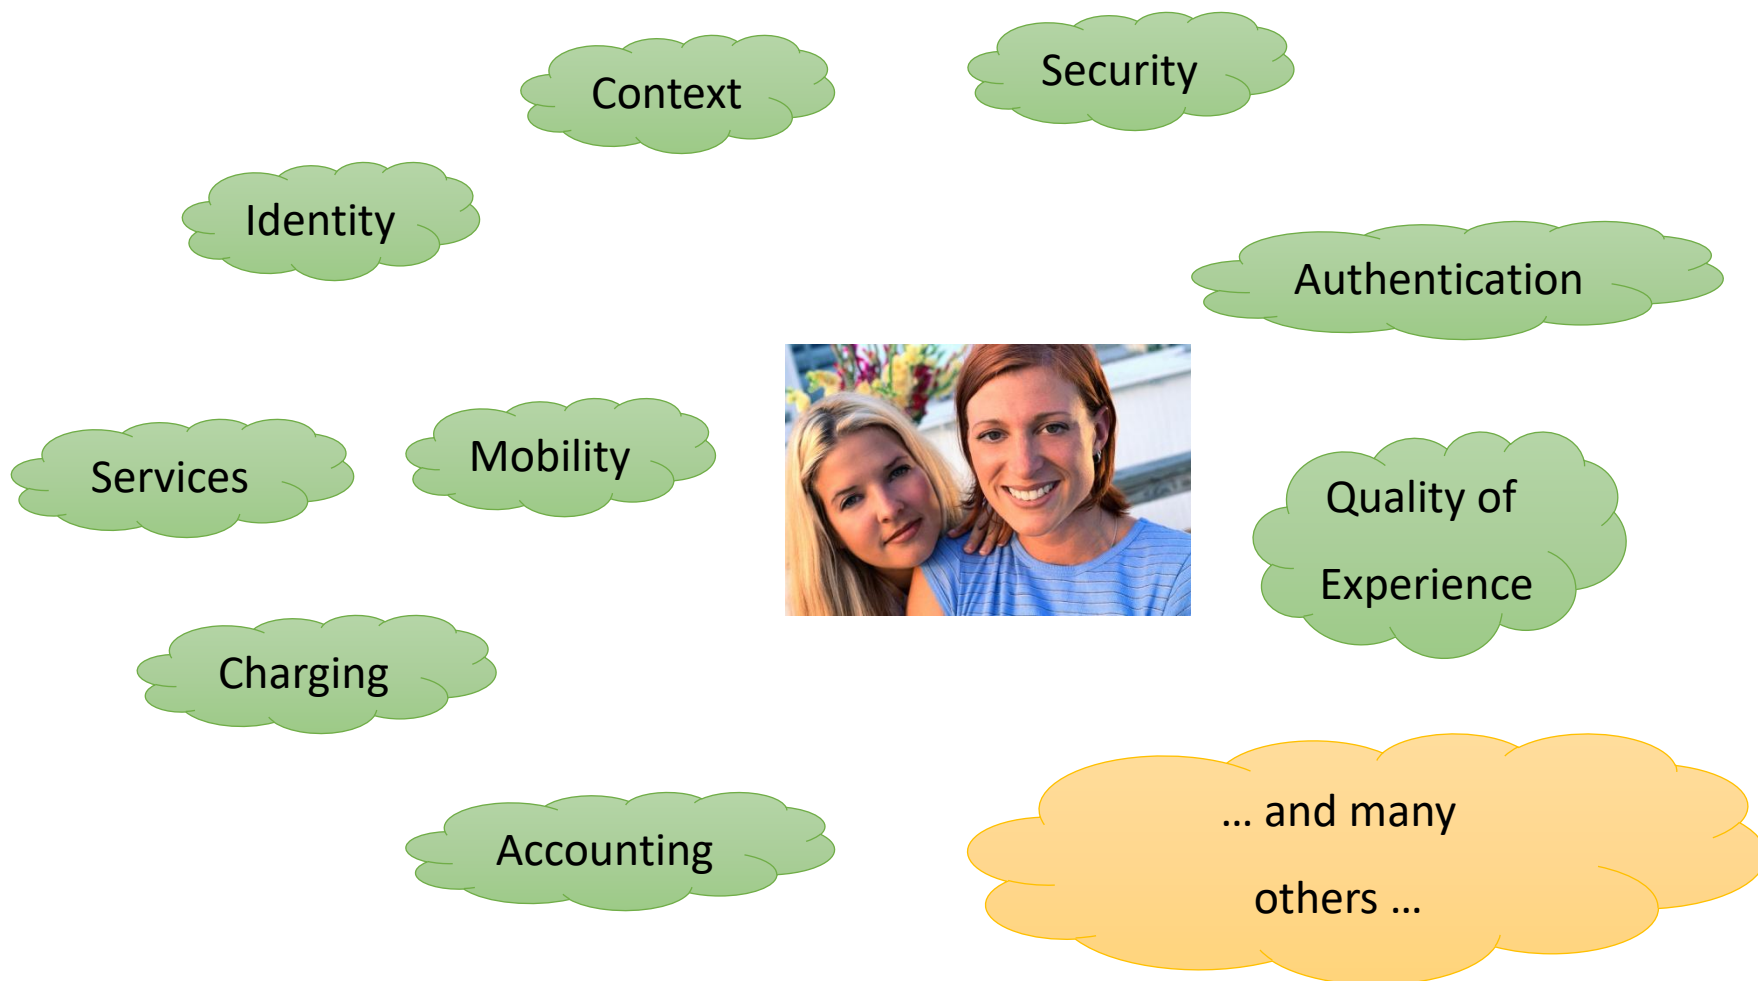 Context
Security
Identity
Authentication
Services
Mobility
Quality of
Experience
Charging
Accounting
... and many
others ...